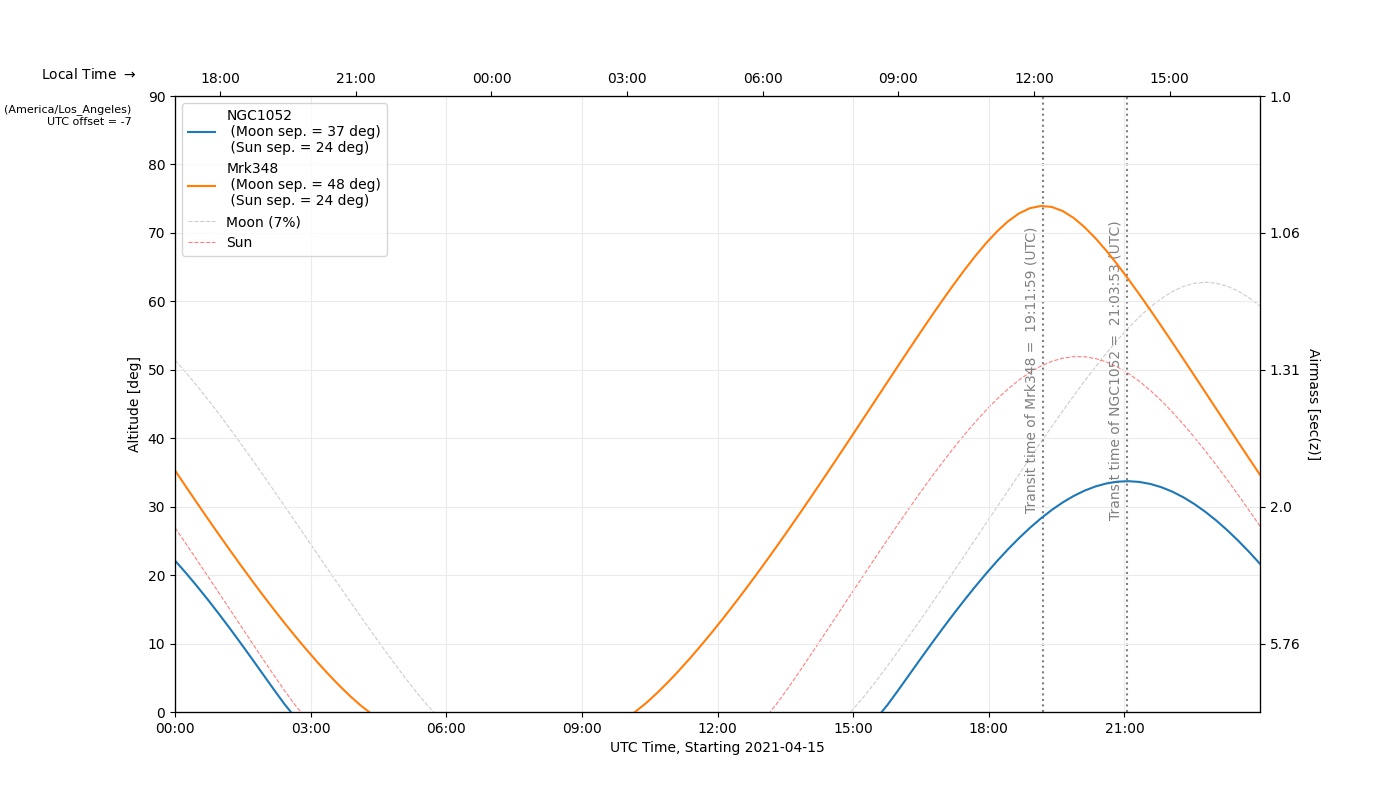 Local Time →
18:00 21:00 00:00 03:00 06:00 09:00 12:00 15:00
(America/Los_Angeles)
UTC offset = -7
NGC1052
(Moon sep. = 37 deg)
(Sun sep. = 24 deg)
Mrk348
(Moon sep. = 48 deg)
(Sun sep. = 24 deg)
Moon (7%)
Sun
90
80
70
60
50
40
30
20
10
0
Altitude [deg]
Transit time of Mrk348 = 19:11:59 (UTC)
Transit time of NGC1052 = 21:03:53 (UTC)
1.0
1.06
1.31
2.0
5.76
Airmass [sec(z)]
00:00 03:00 06:00 09:00 12:00 15:00 18:00 21:00
UTC Time, Starting 2021-04-15